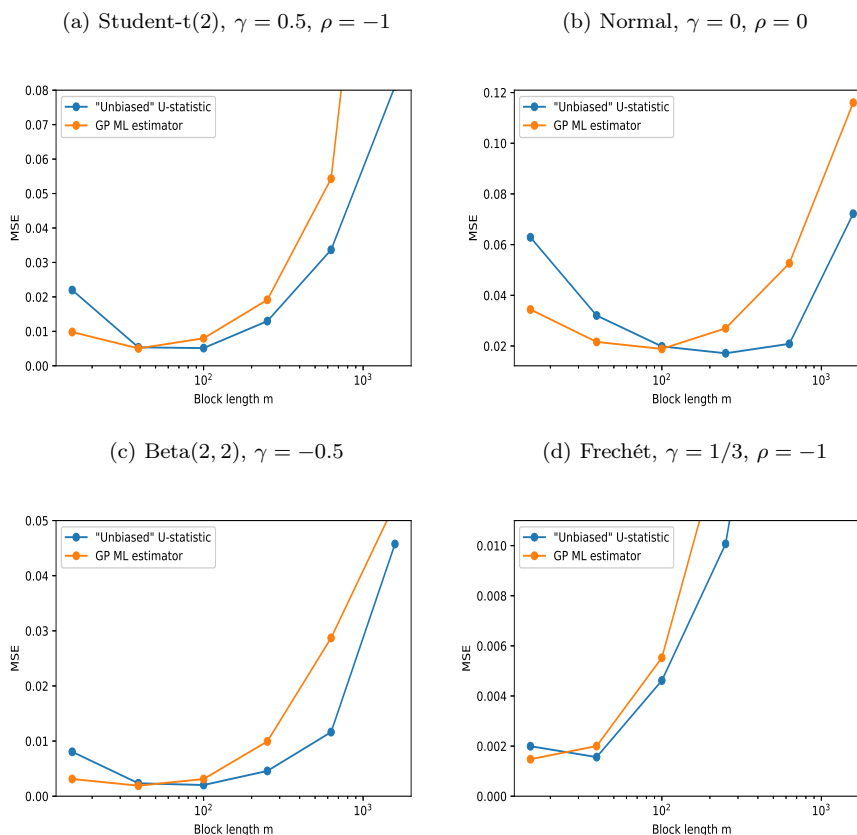 (a) Student-t(2), γ = 0.5, ρ = −1
(b) Normal, γ = 0, ρ = 0
0.08
0.07
0.06
0.05
0.04
0.03
0.02
0.01
0.00
MSE
"Unbiased" U-statistic
GP ML estimator
10²
10³
Block length m
0.12
0.10
0.08
0.06
0.04
0.02
MSE
"Unbiased" U-statistic
GP ML estimator
10²
10³
Block length m
(c) Beta(2, 2), γ = −0.5
(d) Frechét, γ = 1/3, ρ = −1
0.05
0.04
0.03
0.02
0.01
0.00
MSE
"Unbiased" U-statistic
GP ML estimator
10²
10³
Block length m
0.010
0.008
0.006
0.004
0.002
0.000
MSE
"Unbiased" U-statistic
GP ML estimator
10²
10³
Block length m